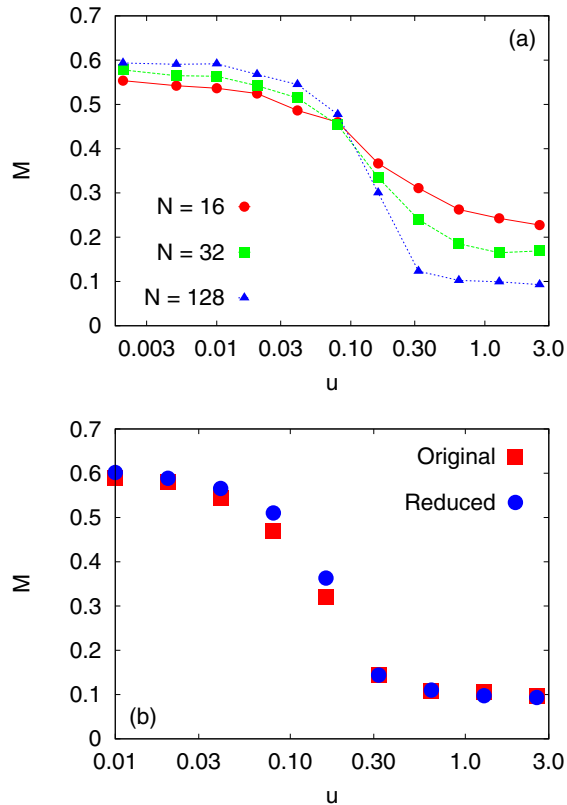 (a)
0.7
0.6
0.5
0.4
0.3
0.2
0.1
0
M
N = 16
N = 32
N = 128
0.003 0.01 0.03 0.10 0.30 1.0 3.0
u
0.7
0.6
0.5
0.4
0.3
0.2
0.1
0
M
Original
Reduced
(b)
0.01 0.03 0.10 0.30 1.0 3.0
u